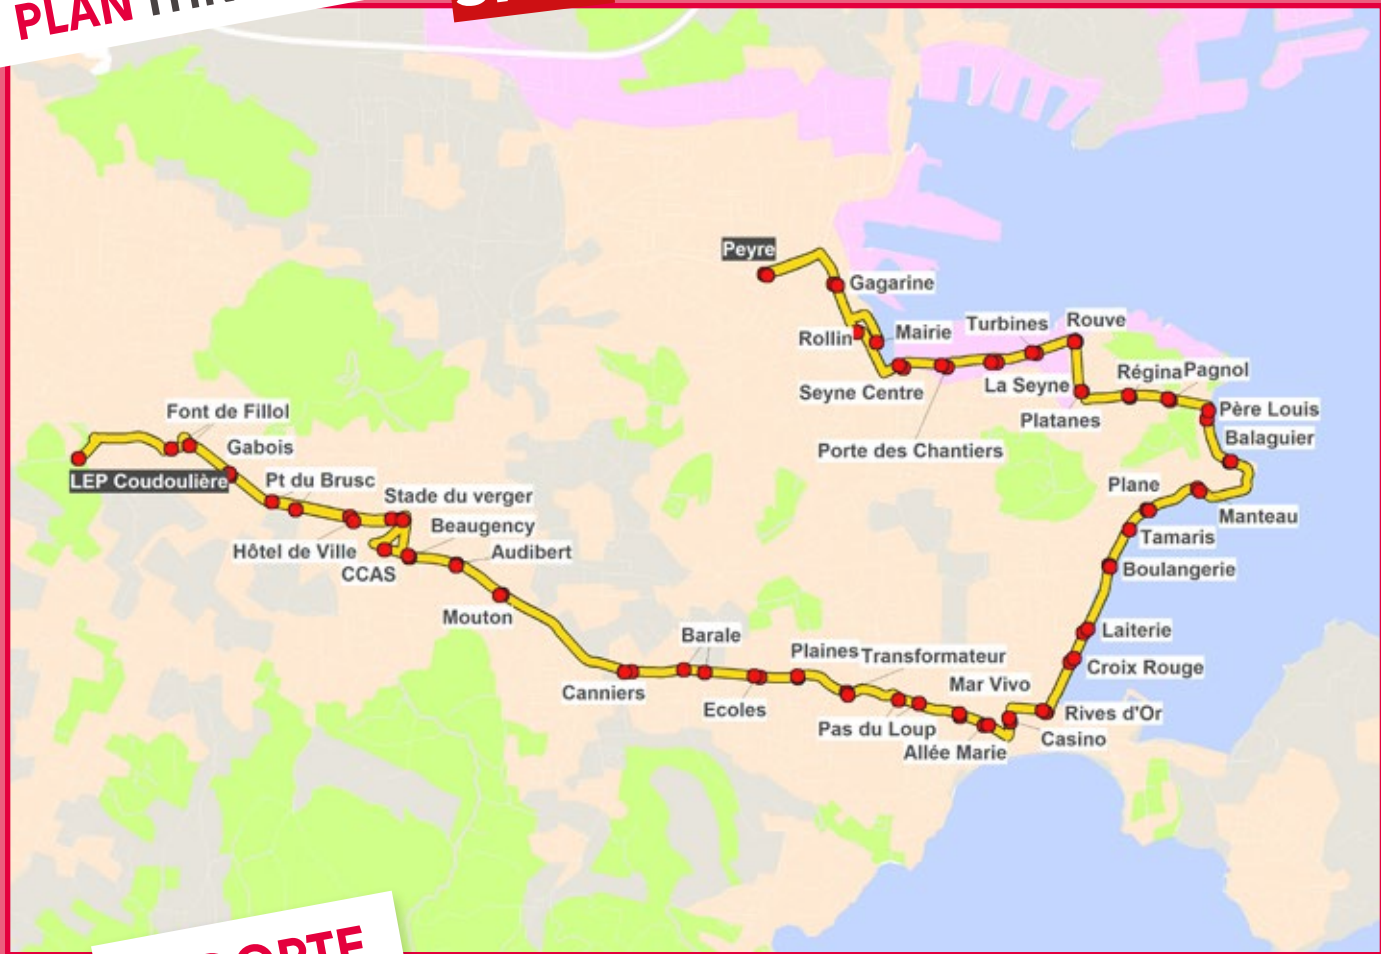 PLAN
Peyre
Gagarine
Rollin
Mairie
Turbines
Rouve
Seyne Centre
La Seyne
Régina
Pagnol
Platanes
Père Louis
Porte des Chantiers
Balaguier
Plane
Manteau
Tamaris
Boulangerie
Laiterie
Croix Rouge
Rives d'Or
Casino
Mar Vivo
Allée Marie
Pas du Loup
Transformateur
Plaines
Ecoles
Barale
Canniers
Mouton
Audibert
Beaugency
CCAS
Stade du verger
Hôtel de Ville
Pt du Brusc
Gabois
Font de Fillol
LEP Coudoulière